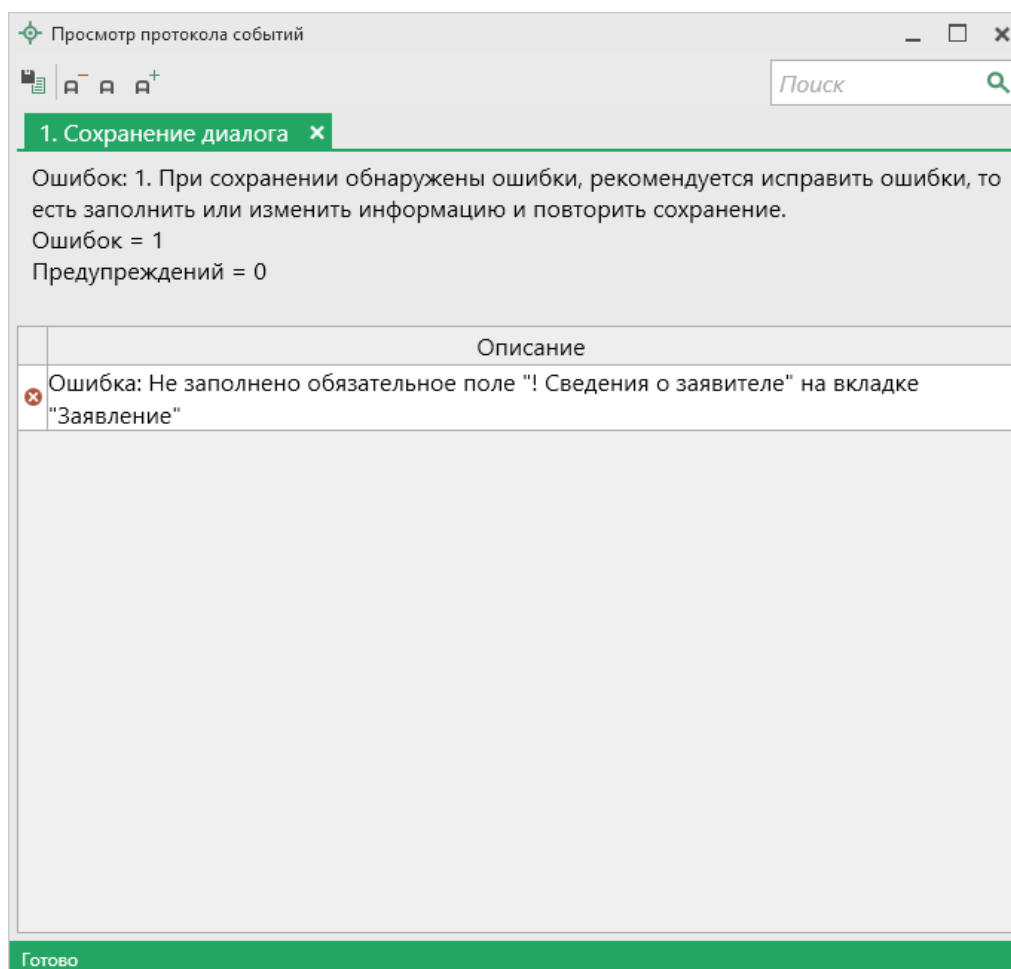 Просмотр протокола событий
Поиск
1. Сохранение диалога
Ошибок: 1. При сохранении обнаружены ошибки, рекомендуется исправить ошибки, то
есть заполнить или изменить информацию и повторить сохранение.
Ошибок = 1
Предупреждений = 0
Описание
Ошибка: Не заполнено обязательное поле "! Сведения о заявителе" на вкладке
"Заявление"
Готово